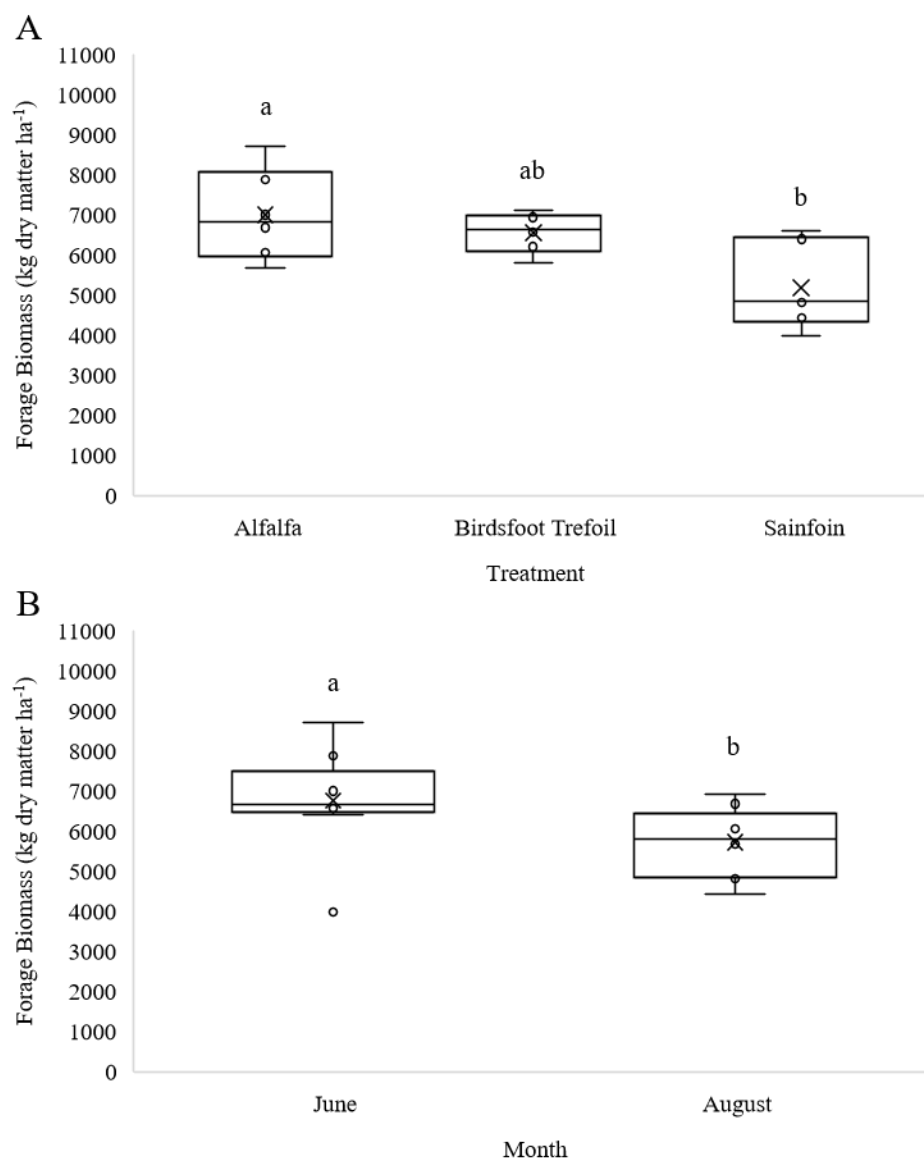 A
11000
10000
9000
8000
7000
6000
5000
4000
3000
2000
1000
0
Forage Biomass (kg dry matter ha⁻¹)
a
ab
b
Alfalfa Birdsfoot Trefoil Sainfoin
Treatment
B
11000
10000
9000
8000
7000
6000
5000
4000
3000
2000
1000
0
Forage Biomass (kg dry matter ha⁻¹)
a
b
June August
Month